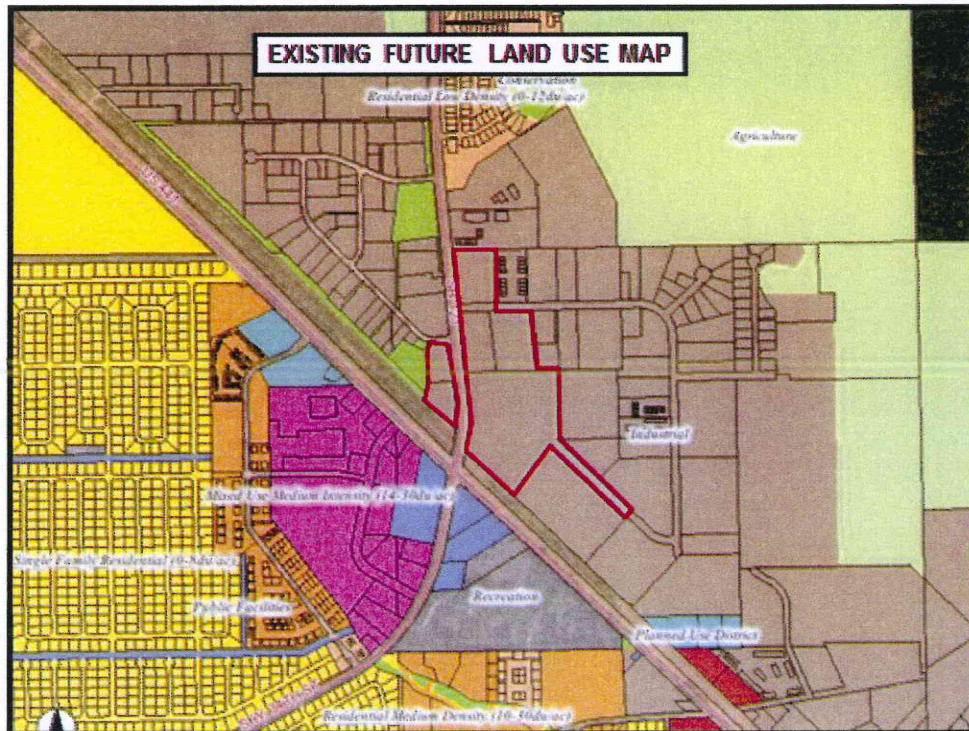 EXISTING FUTURE LAND USE MAP
Conservation
Residential Low Density (0-12du/ac)
Agriculture
US 441
Industrial
Mixed Use Medium Intensity (14-30du/ac)
Single Family Residential (0-8du/ac)
Recreation
Public Facilities
Planned Use District
Residential Medium Density (10-30du/ac)